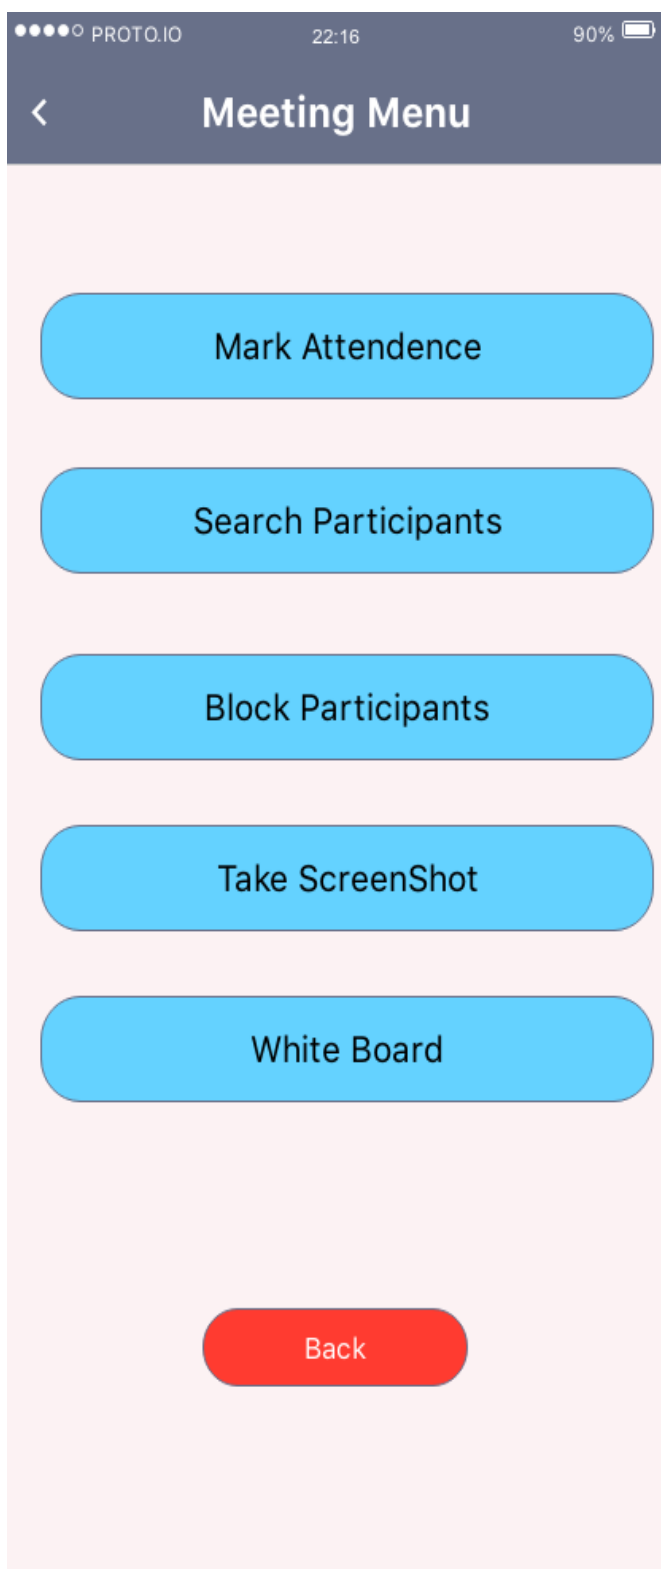 PROTO.IO 22:16 90%
Meeting Menu
Mark Attendence
Search Participants
Block Participants
Take ScreenShot
White Board
Back